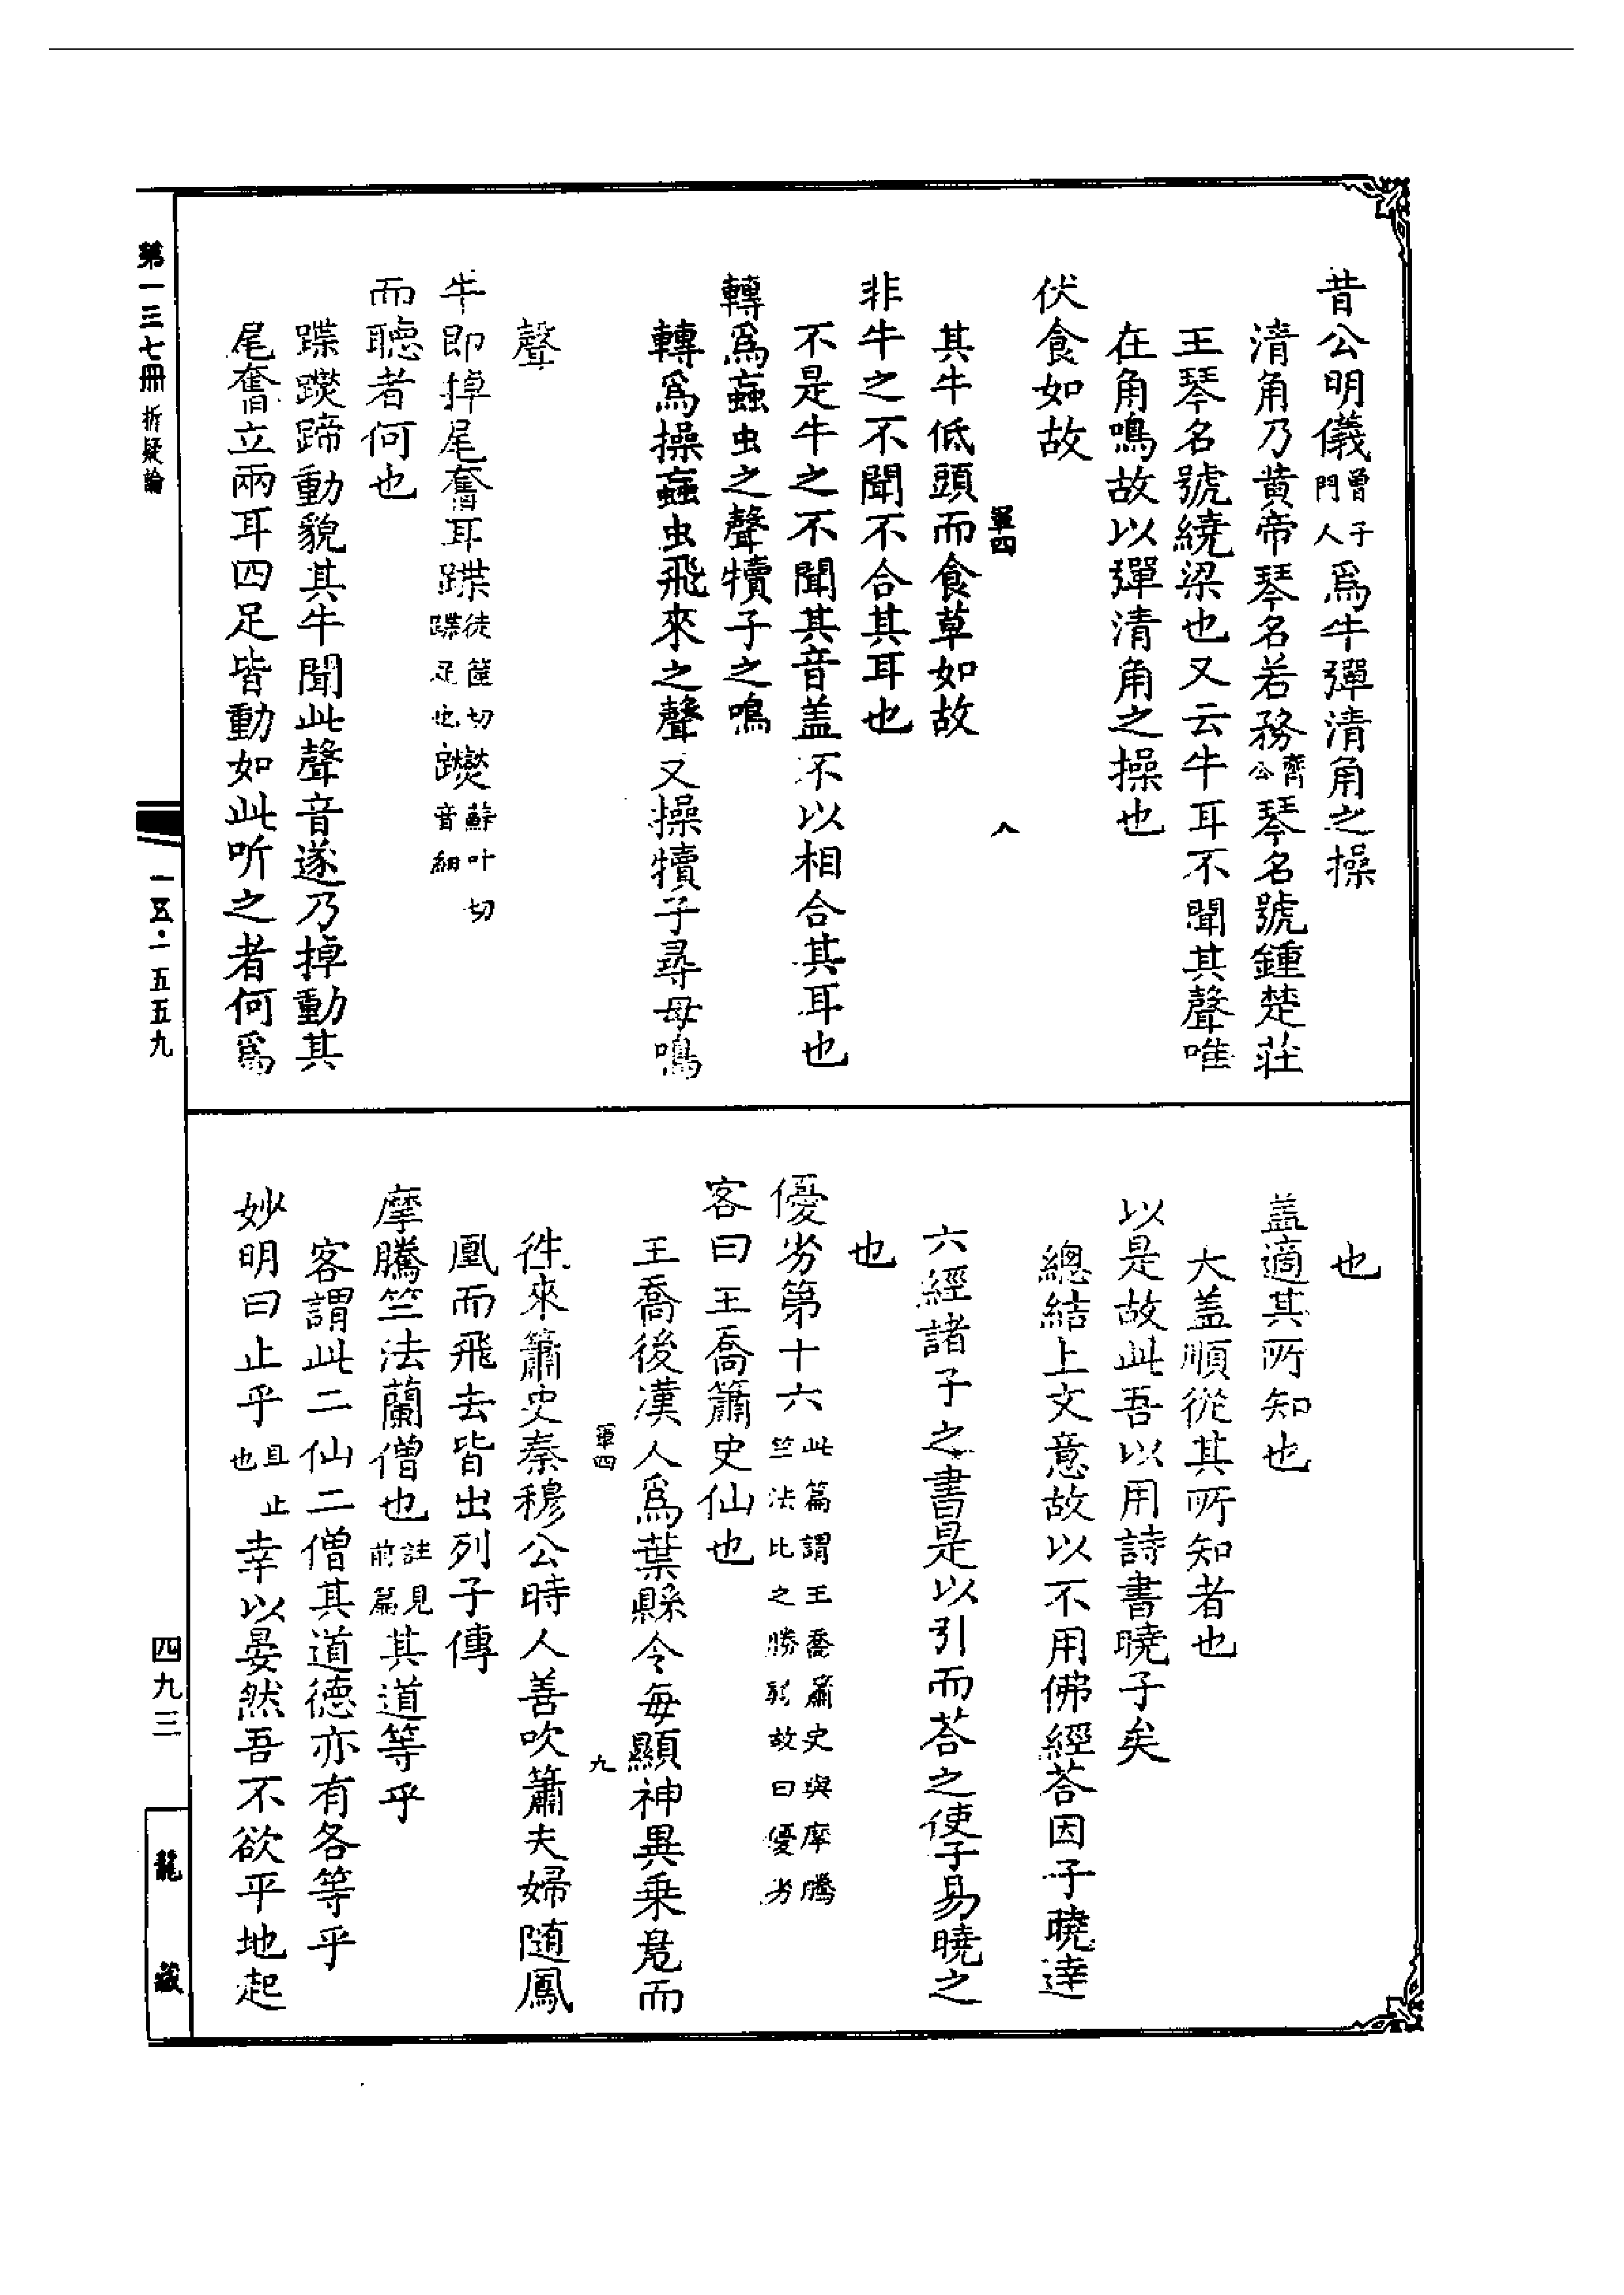 昔公明儀曾子門人爲牛彈清角之操
清角乃黃帝琴名若務齊公琴名號鍾楚莊
王琴名號繞梁也又云牛耳不聞其聲唯
在角鳴故以彈清角之操也
伏食如故
軍四 八
其牛低頭而食草如故
非牛之不聞不合其耳也
不是牛之不聞其音盖不以相合其耳也
轉爲蝱虫之聲犢子之鳴
轉爲操蝱虫飛來之聲又操犢子尋母鳴
聲
牛即掉尾奮耳蹀徒篋切蹀足也躞蘇叶切音細
而聽者何也
蹀躞蹄動貌其牛聞此聲音遂乃掉動其
尾奮立兩耳四足皆動如此听之者何爲
也
盖適其所知也
大盖順從其所知者也
以是故此吾以用詩書曉子矣
總結上文意故以不用佛經荅因子曉達
六經諸子之書是以引而荅之使子易曉之
也
優劣第十六此篇謂王喬簫史與摩騰竺法比之勝劣故曰優劣
客曰王喬簫史仙也
王喬後漢人爲葉縣令每顯神異乗鳬而
軍四 九
徃來簫史秦穆公時人善吹簫夫婦随鳳
凰而飛去皆出列子傳
摩騰竺法蘭僧也註見前篇其道等乎
客謂此二仙二僧其道德亦有各等乎
妙明曰止乎且止也幸以晏然吾不欲平地起
第一三七冊 折疑論
一五·一五五九
四九三
龍藏